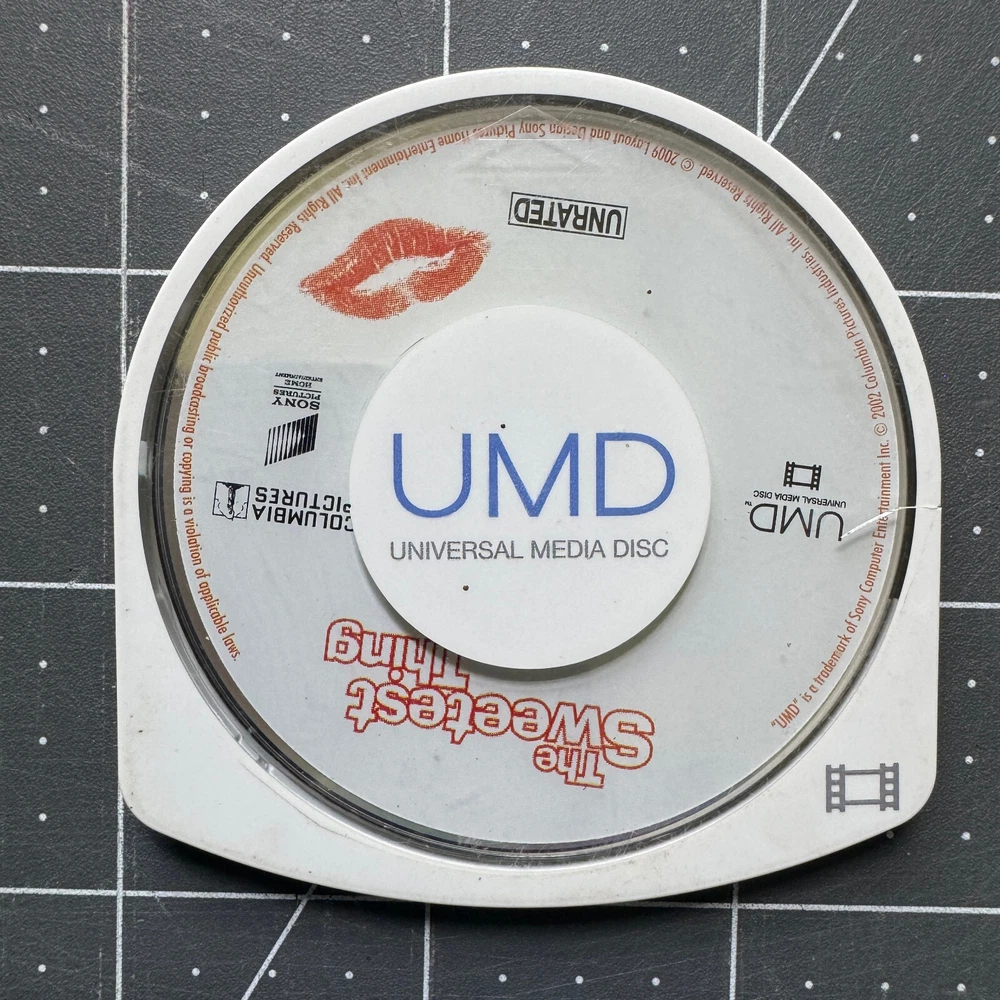 UMD
UNIVERSAL MEDIA DISC
The
Sweetest
Thing
UMD™
UNIVERSAL MEDIA DISC
COLUMBIA
PICTURES
SONY
PICTURES
HOME
ENTERTAINMENT
UNRATED
"UMD" is a trademark of Sony Computer Entertainment Inc. © 2002 Columbia Pictures Industries, Inc. All Rights Reserved. © 2009 Layout and Design Sony Pictures Home Entertainment Inc. All Rights Reserved. Unauthorized public broadcasting or copying is a violation of applicable laws.